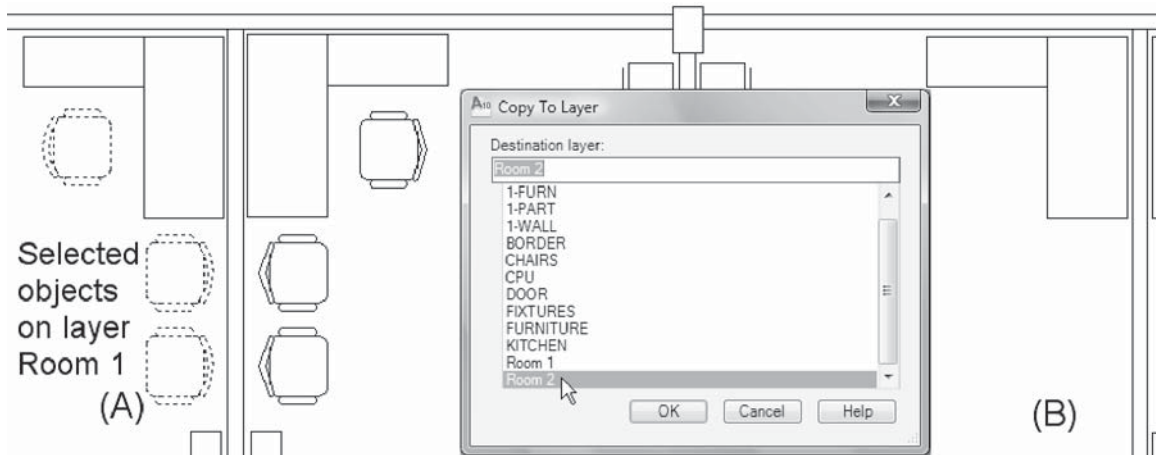 A10 Copy To Layer
X
Destination layer:
Room 2
1-FURN
1-PART
1-WALL
BORDER
CHAIRS
CPU
DOOR
FIXTURES
FURNITURE
KITCHEN
Room 1
Room 2
OK Cancel Help
Selected
objects
on layer
Room 1
(A)
(B)